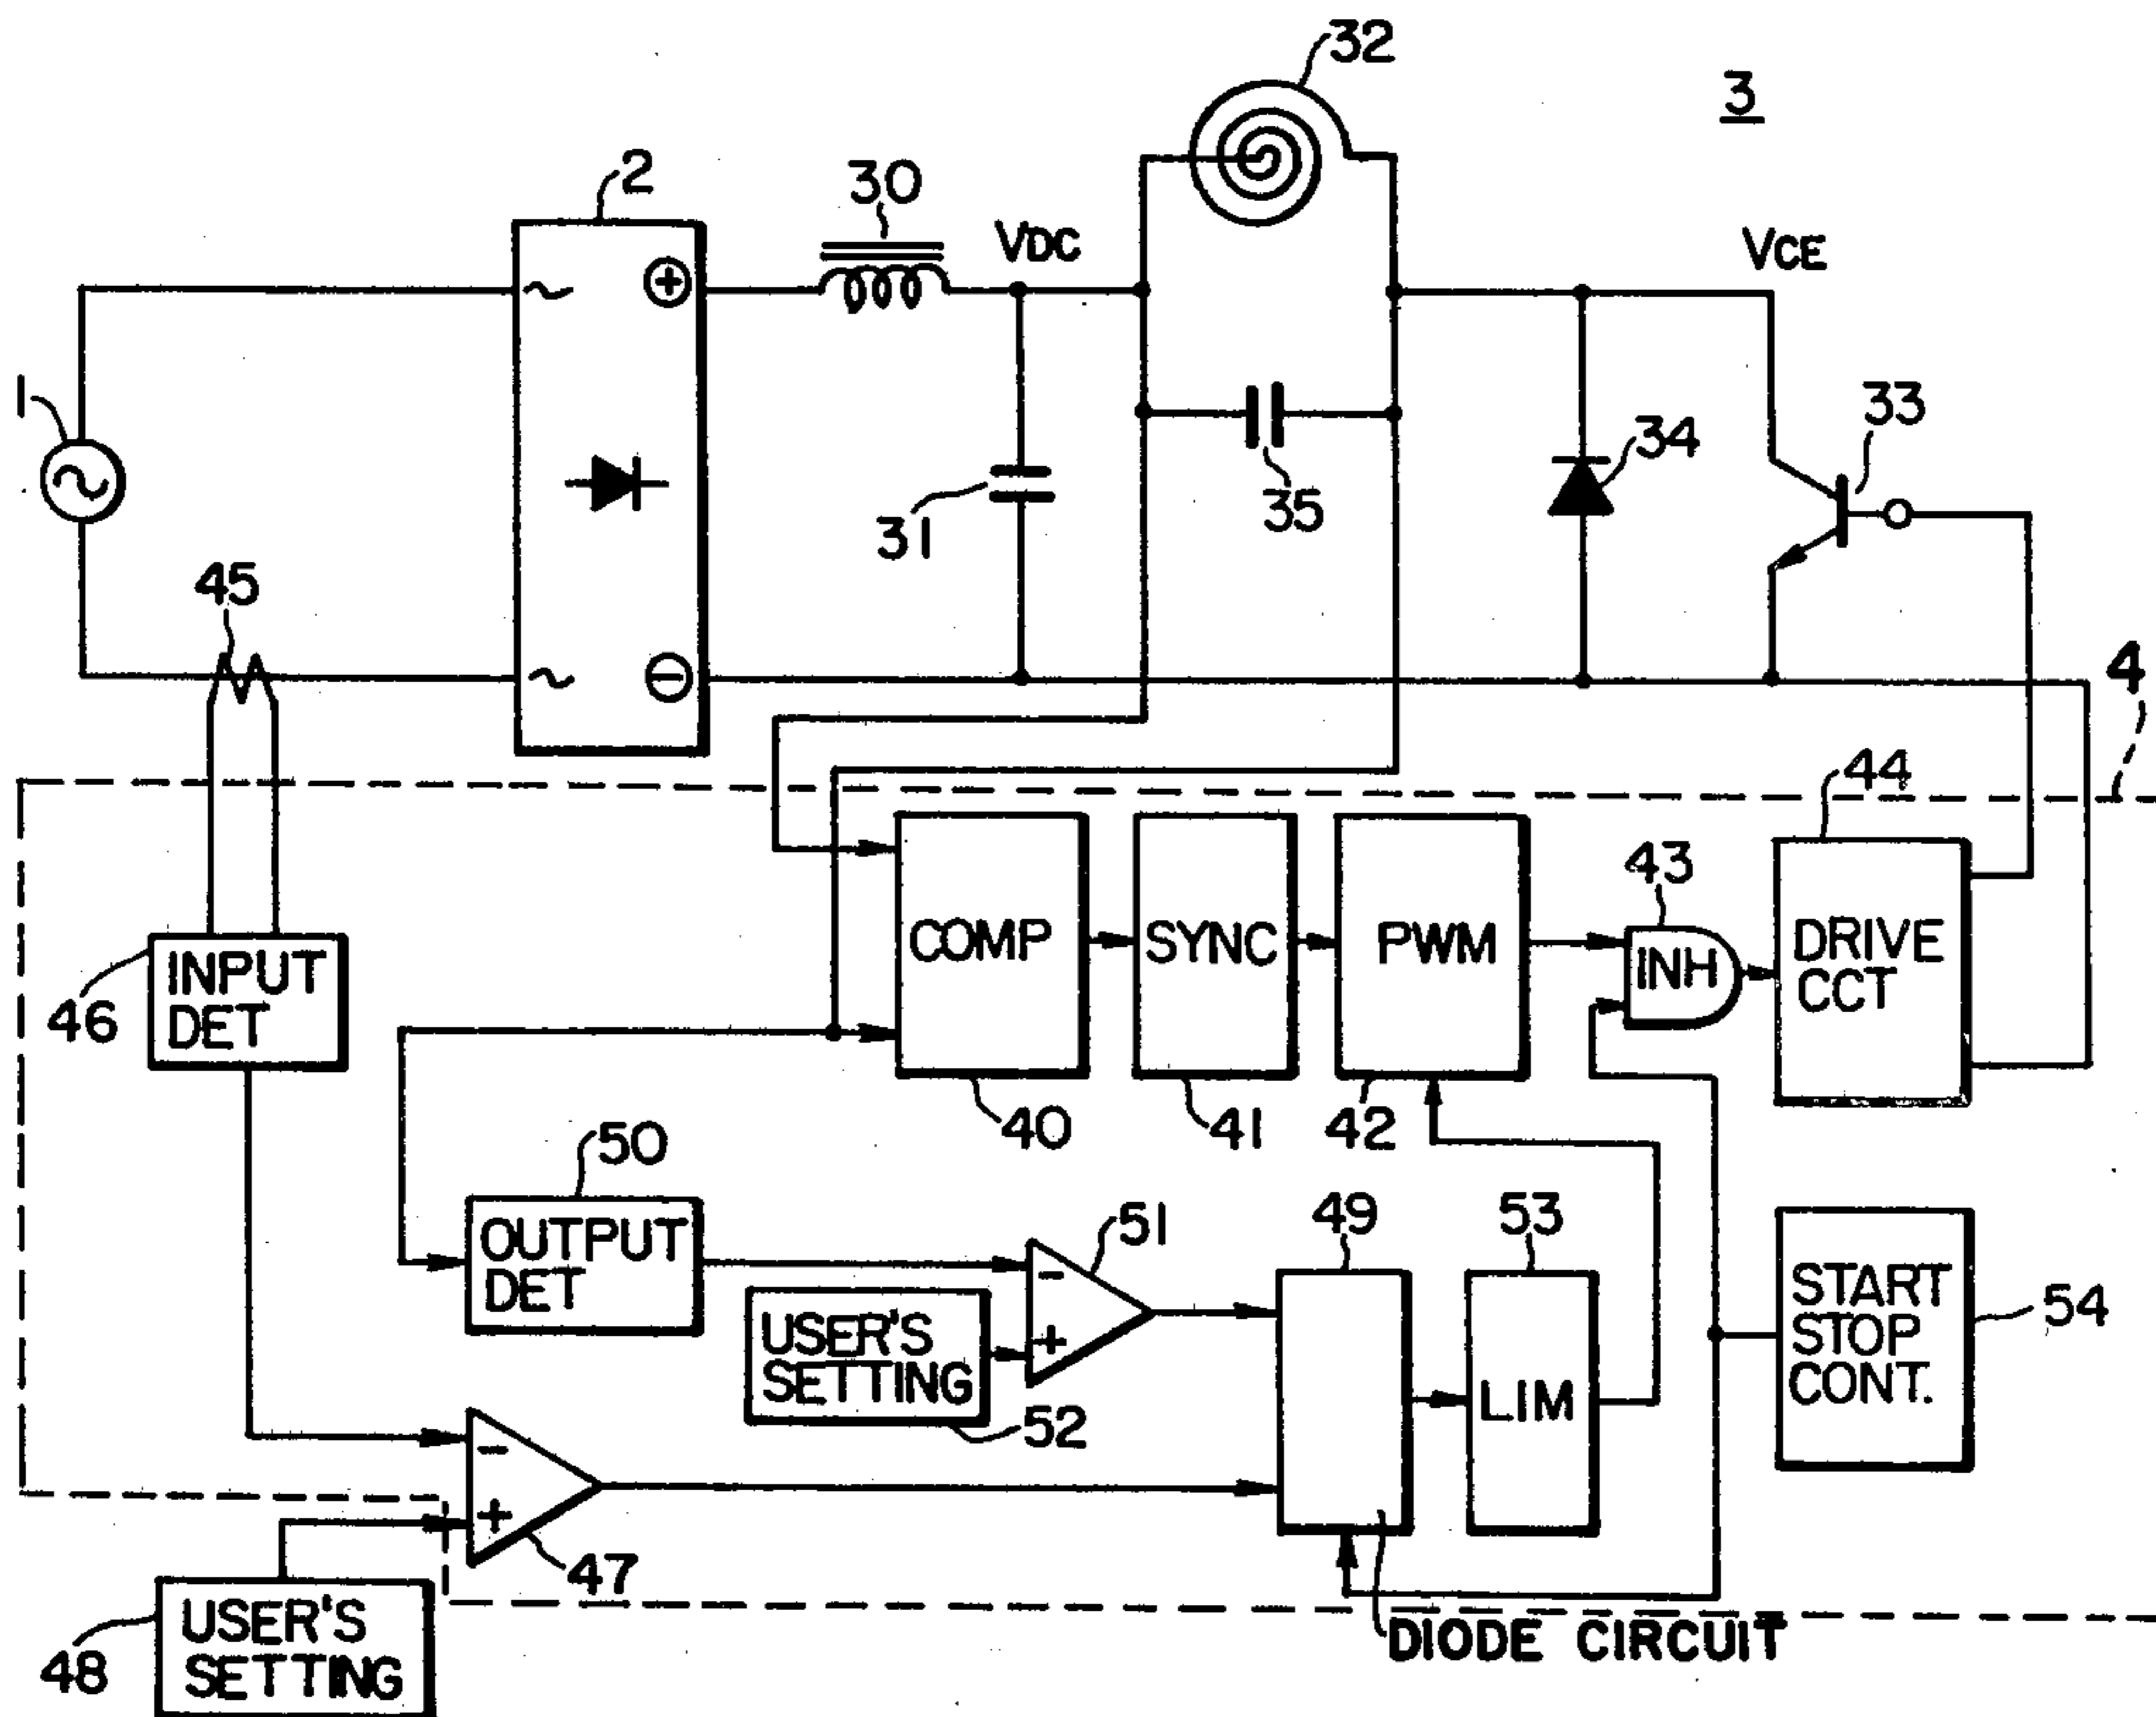 32
3
2
30
VDC
VCE
1
33
34
35
31
45
4
44
43
COMP
SYNC
PWM
INH
DRIVE
CCT
INPUT
DET
46
40
41
42
50
51
49
53
OUTPUT
DET
-
USER'S
SETTING
+
LIM
START
STOP
CONT.
54
52
-
+
47
USER'S
SETTING
48
DIODE CIRCUIT